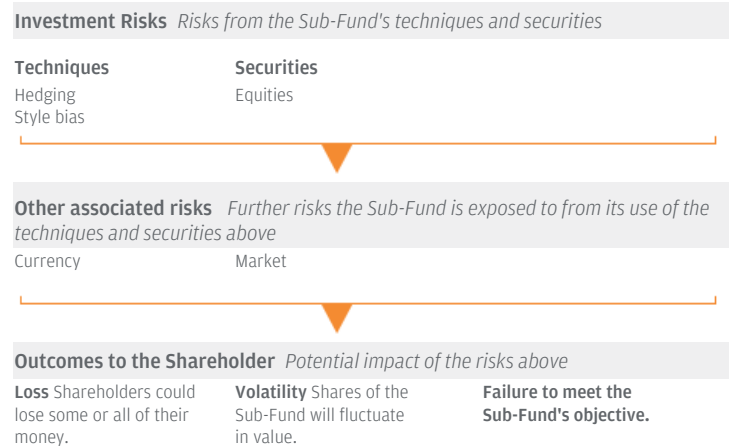 Investment Risks Risks from the Sub-Fund's techniques and securities
Techniques
Hedging
Style bias
Securities
Equities
Other associated risks Further risks the Sub-Fund is exposed to from its use of the
techniques and securities above
Currency
Market
Outcomes to the Shareholder Potential impact of the risks above
Loss Shareholders could
lose some or all of their
money.
Volatility Shares of the
Sub-Fund will fluctuate
in value.
Failure to meet the
Sub-Fund's objective.